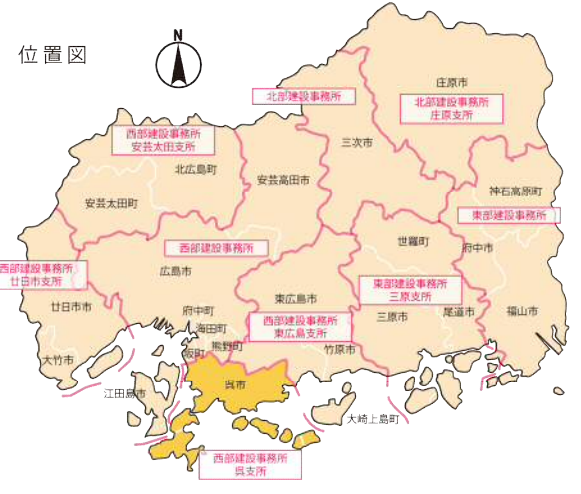 位置図
N
庄原市
北部建設事務所
北部建設事務所
庄原支所
西部建設事務所
安芸太田支所
三次市
北広島町
安芸高田市
神石高原町
安芸太田町
東部建設事務所
西部建設事務所
世羅町
府中市
西部建設事務所
廿日市支所
広島市
東部建設事務所
三原支所
東広島市
廿日市市
府中町
海田町
西部建設事務所
東広島支所
三原市
尾道市
福山市
大竹市
坂町
熊野町
竹原市
呉市
江田島市
大崎上島町
西部建設事務所
呉支所